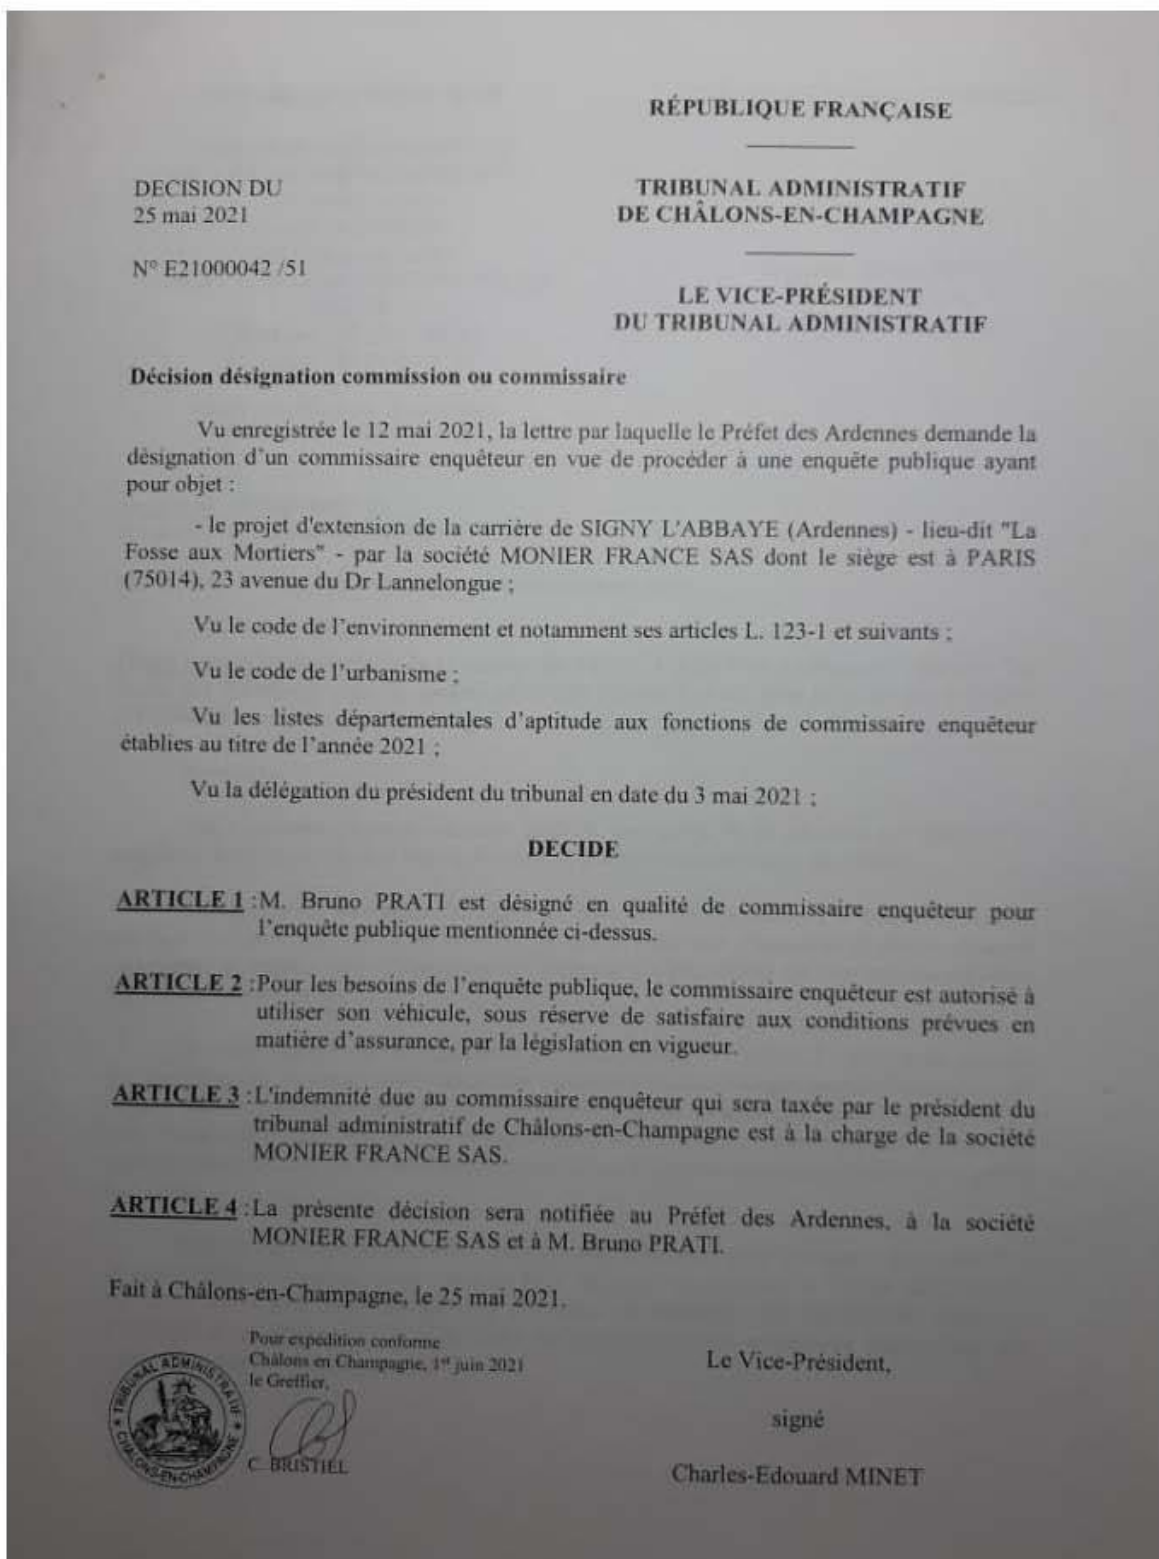 RÉPUBLIQUE FRANÇAISE
DECISION DU
25 mai 2021
N° E21000042 /51
TRIBUNAL ADMINISTRATIF
DE CHÂLONS-EN-CHAMPAGNE
LE VICE-PRÉSIDENT
DU TRIBUNAL ADMINISTRATIF
Décision désignation commission ou commissaire
Vu enregistrée le 12 mai 2021, la lettre par laquelle le Préfet des Ardennes demande la
désignation d'un commissaire enquêteur en vue de procéder à une enquête publique ayant
pour objet :
- le projet d'extension de la carrière de SIGNY L'ABBAYE (Ardennes) - lieu-dit "La
Fosse aux Mortiers" - par la société MONIER FRANCE SAS dont le siège est à PARIS
(75014), 23 avenue du Dr Lannelongue ;
Vu le code de l'environnement et notamment ses articles L. 123-1 et suivants ;
Vu le code de l'urbanisme ;
Vu les listes départementales d'aptitude aux fonctions de commissaire enquêteur
établies au titre de l'année 2021 ;
Vu la délégation du président du tribunal en date du 3 mai 2021 ;
DECIDE
ARTICLE 1 :M. Bruno PRATI est désigné en qualité de commissaire enquêteur pour
l'enquête publique mentionnée ci-dessus.
ARTICLE 2 :Pour les besoins de l'enquête publique, le commissaire enquêteur est autorisé à
utiliser son véhicule, sous réserve de satisfaire aux conditions prévues en
matière d'assurance, par la législation en vigueur.
ARTICLE 3 :L'indemnité due au commissaire enquêteur qui sera taxée par le président du
tribunal administratif de Châlons-en-Champagne est à la charge de la société
MONIER FRANCE SAS.
ARTICLE 4 :La présente décision sera notifiée au Préfet des Ardennes, à la société
MONIER FRANCE SAS et à M. Bruno PRATI.
Fait à Châlons-en-Champagne, le 25 mai 2021.
Pour expédition conforme
Châlons en Champagne, 1er juin 2021
le Greffier,
C. BRISTIEL
TRIBUNAL ADMINISTRATIF
CHALONS-EN-CHAMPAGNE
Le Vice-Président,
signé
Charles-Edouard MINET